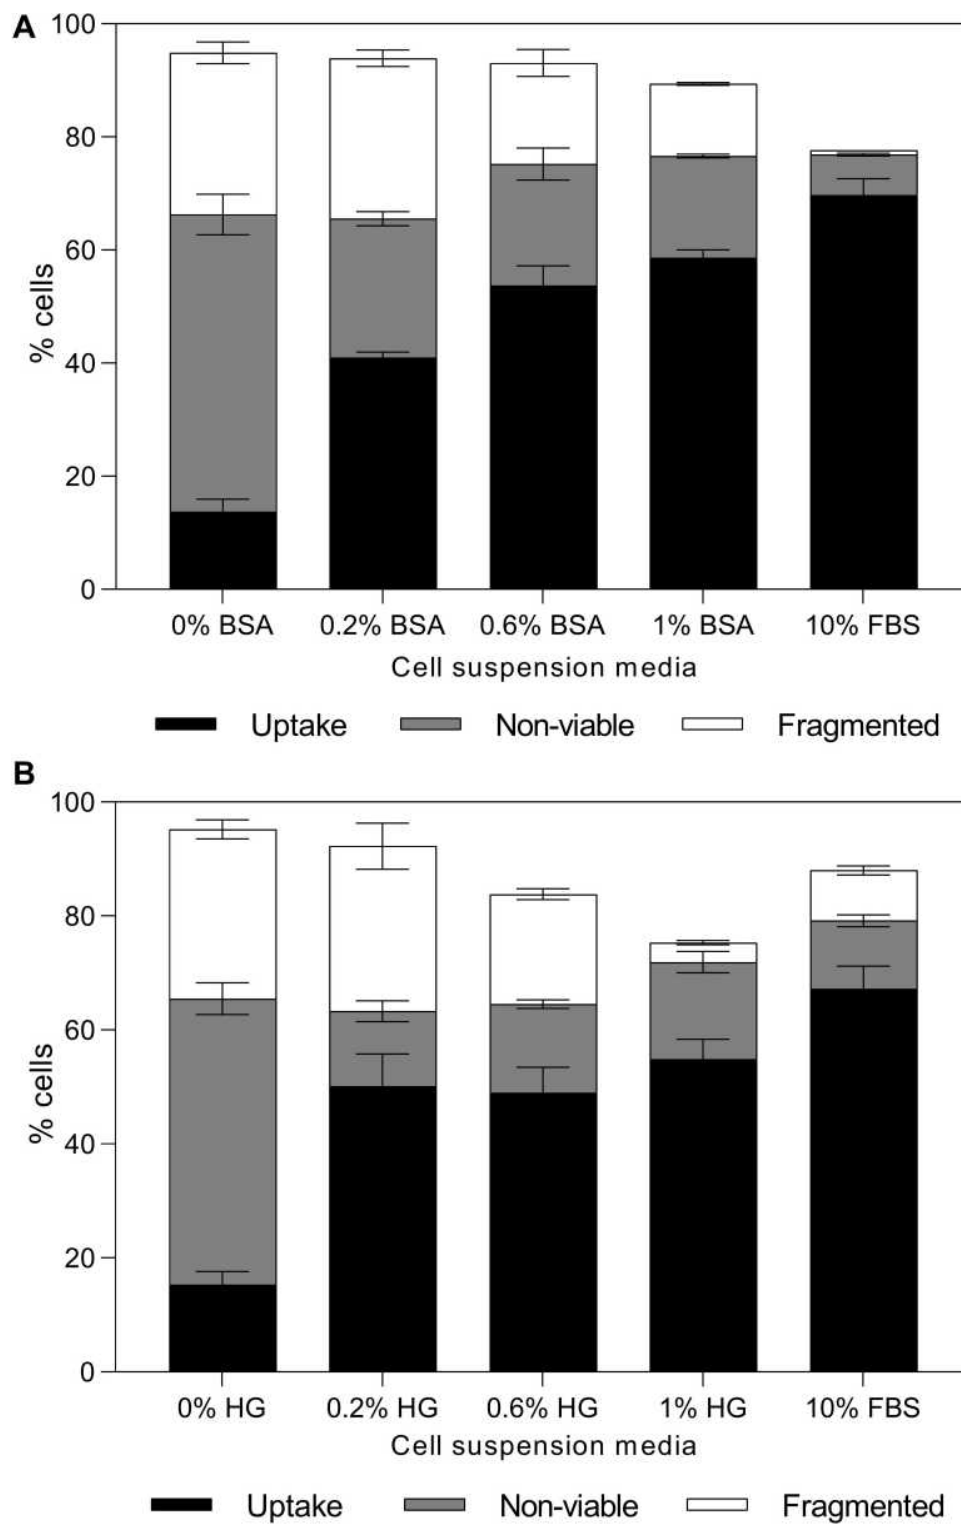 A
100
80
60
40
20
0
% cells
0% BSA 0.2% BSA 0.6% BSA 1% BSA 10% FBS
Cell suspension media
Uptake Non-viable Fragmented
B
100
80
60
40
20
0
% cells
0% HG 0.2% HG 0.6% HG 1% HG 10% FBS
Cell suspension media
Uptake Non-viable Fragmented